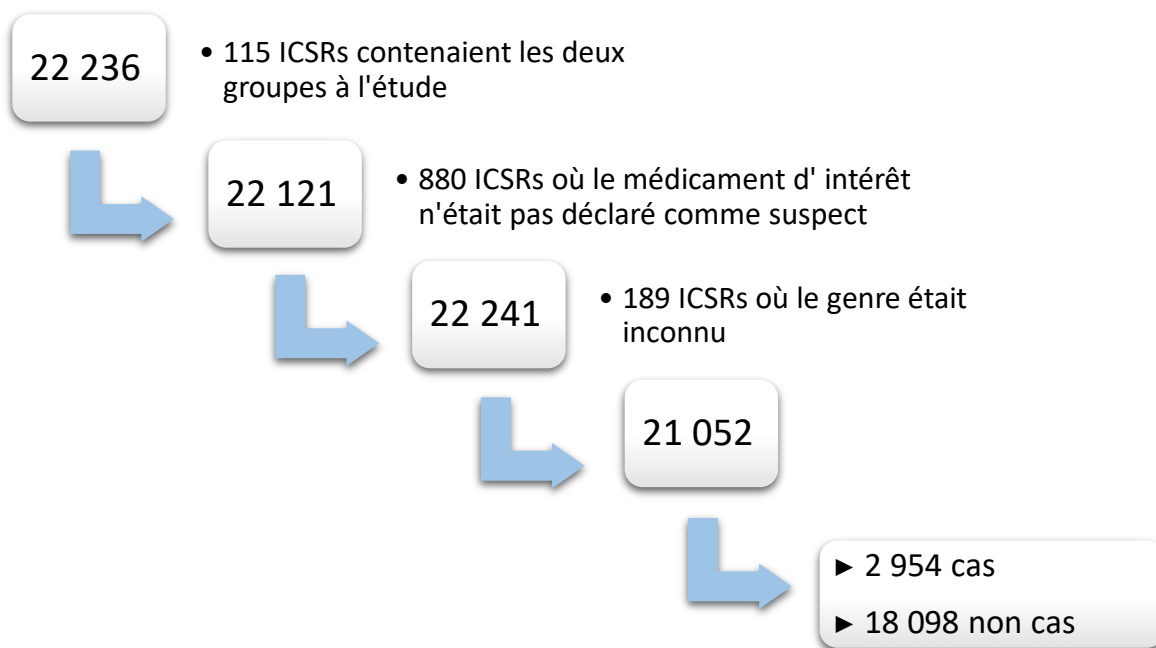 22 236
• 115 ICSRs contenaient les deux
groupes à l'étude
22 121
• 880 ICSRs où le médicament d' intérêt
n'était pas déclaré comme suspect
22 241
• 189 ICSRs où le genre était
inconnu
21 052
► 2 954 cas
► 18 098 non cas